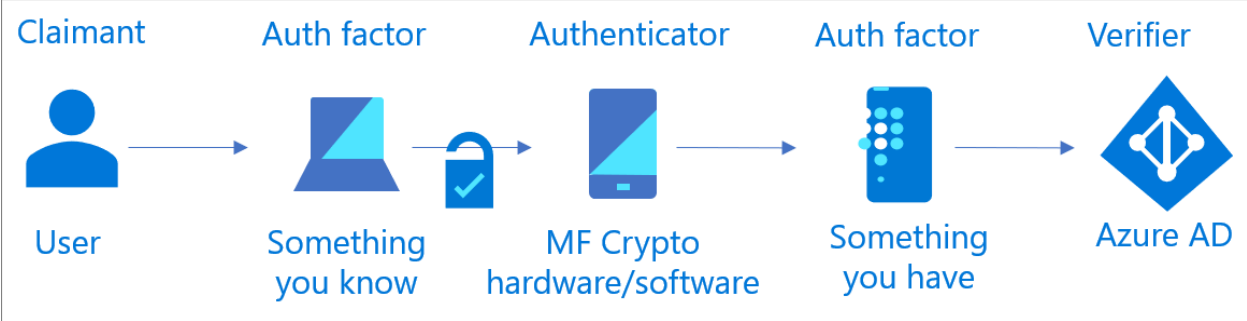 Claimant
Auth factor
Authenticator
Auth factor
Verifier
User
Something
you know
MF Crypto
hardware/software
Something
you have
Azure AD